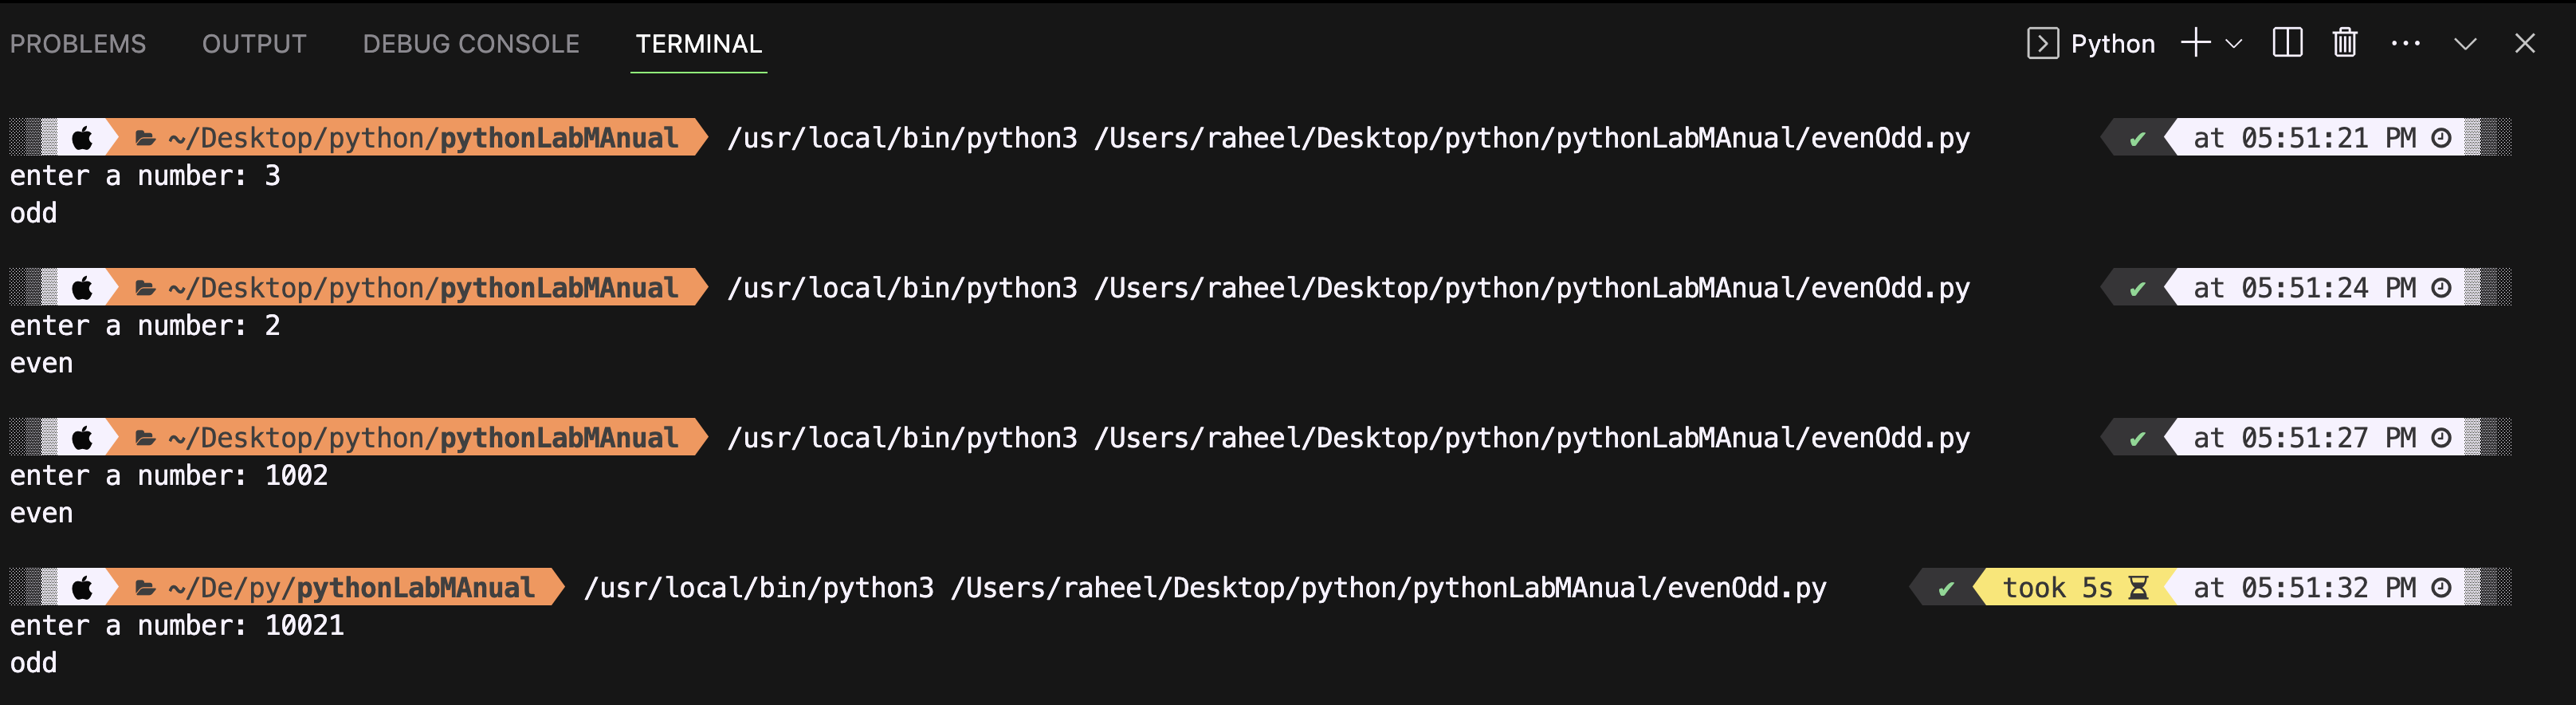 PROBLEMS OUTPUT DEBUG CONSOLE TERMINAL Python
~/Desktop/python/pythonLabMAnual /usr/local/bin/python3 /Users/raheel/Desktop/python/pythonLabMAnual/evenOdd.py ✔ at 05:51:21 PM
enter a number: 3
odd
~/Desktop/python/pythonLabMAnual /usr/local/bin/python3 /Users/raheel/Desktop/python/pythonLabMAnual/evenOdd.py ✔ at 05:51:24 PM
enter a number: 2
even
~/Desktop/python/pythonLabMAnual /usr/local/bin/python3 /Users/raheel/Desktop/python/pythonLabMAnual/evenOdd.py ✔ at 05:51:27 PM
enter a number: 1002
even
~/De/py/pythonLabMAnual /usr/local/bin/python3 /Users/raheel/Desktop/python/pythonLabMAnual/evenOdd.py ✔ took 5s at 05:51:32 PM
enter a number: 10021
odd